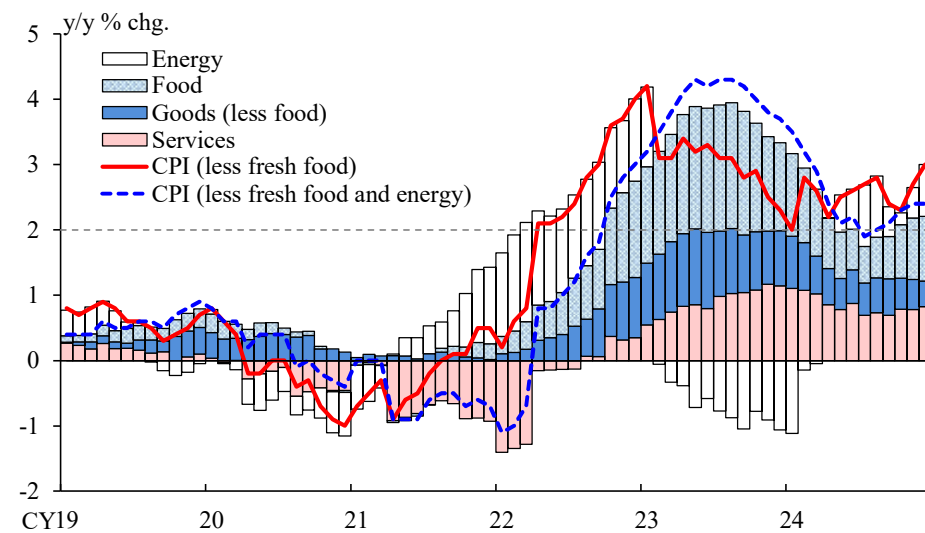 y/y % chg.
5
4
3
2
1
0
-1
-2
Energy
Food
Goods (less food)
Services
CPI (less fresh food)
CPI (less fresh food and energy)
CY19 20 21 22 23 24